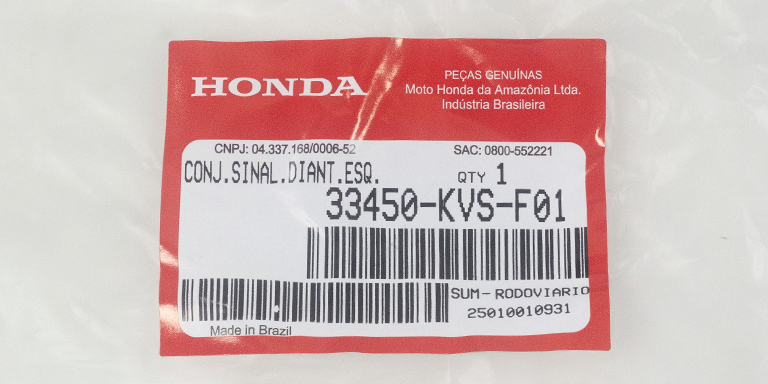 HONDA
PEÇAS GENUÍNAS
Moto Honda da Amazônia Ltda.
Indústria Brasileira
CNPJ: 04.337.168/0006-52
SAC: 0800-552221
CONJ.SINAL.DIANT.ESQ.
QTY 1
33450-KVS-F01
SUM-RODOVIARIO
25010010931
Made in Brazil